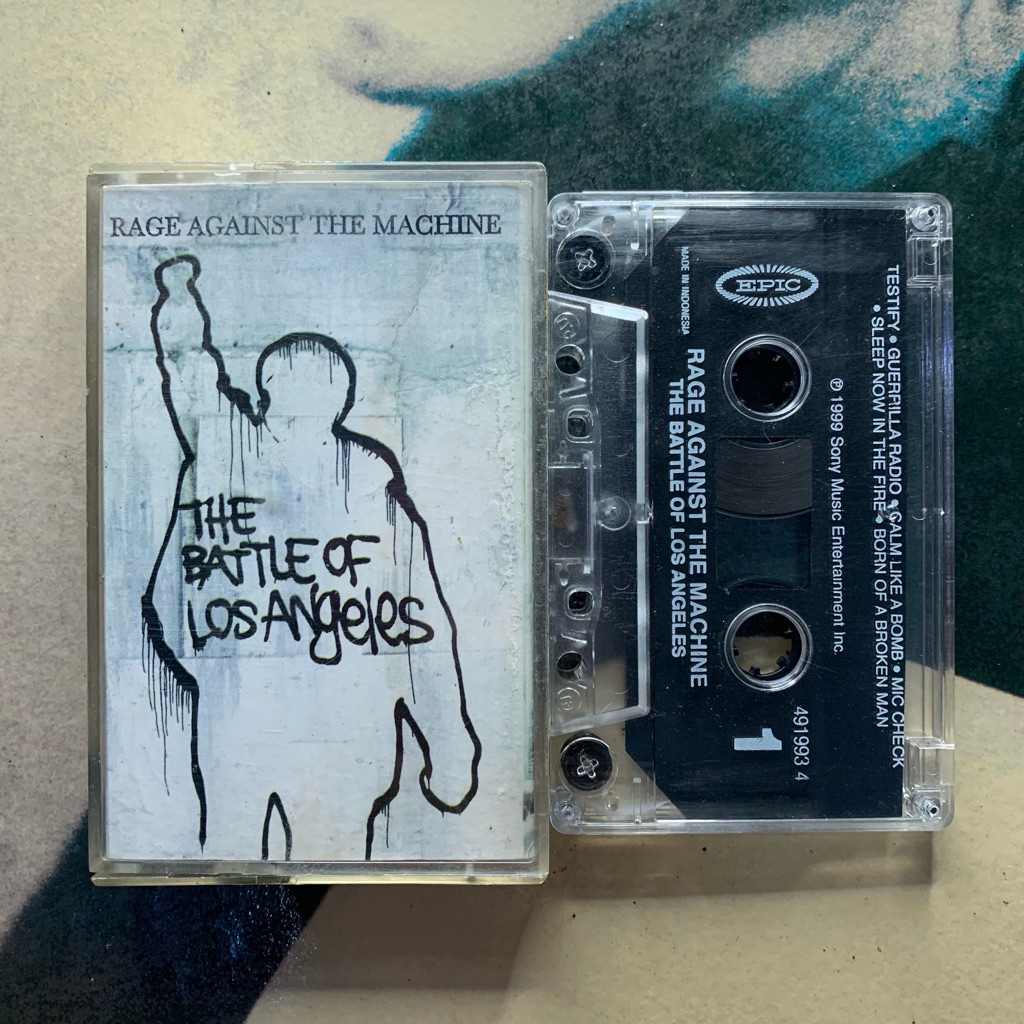 RAGE AGAINST THE MACHINE
THE
BATTLE OF
LOS ANgeles
TESTIFY • GUERRILLA RADIO • CALM LIKE A BOMB • MIC CHECK
• SLEEP NOW IN THE FIRE • BORN OF A BROKEN MAN
℗ 1999 Sony Music Entertainment Inc.
EPIC
491993 4
1
RAGE AGAINST THE MACHINE
THE BATTLE OF LOS ANGELES
MADE IN INDONESIA